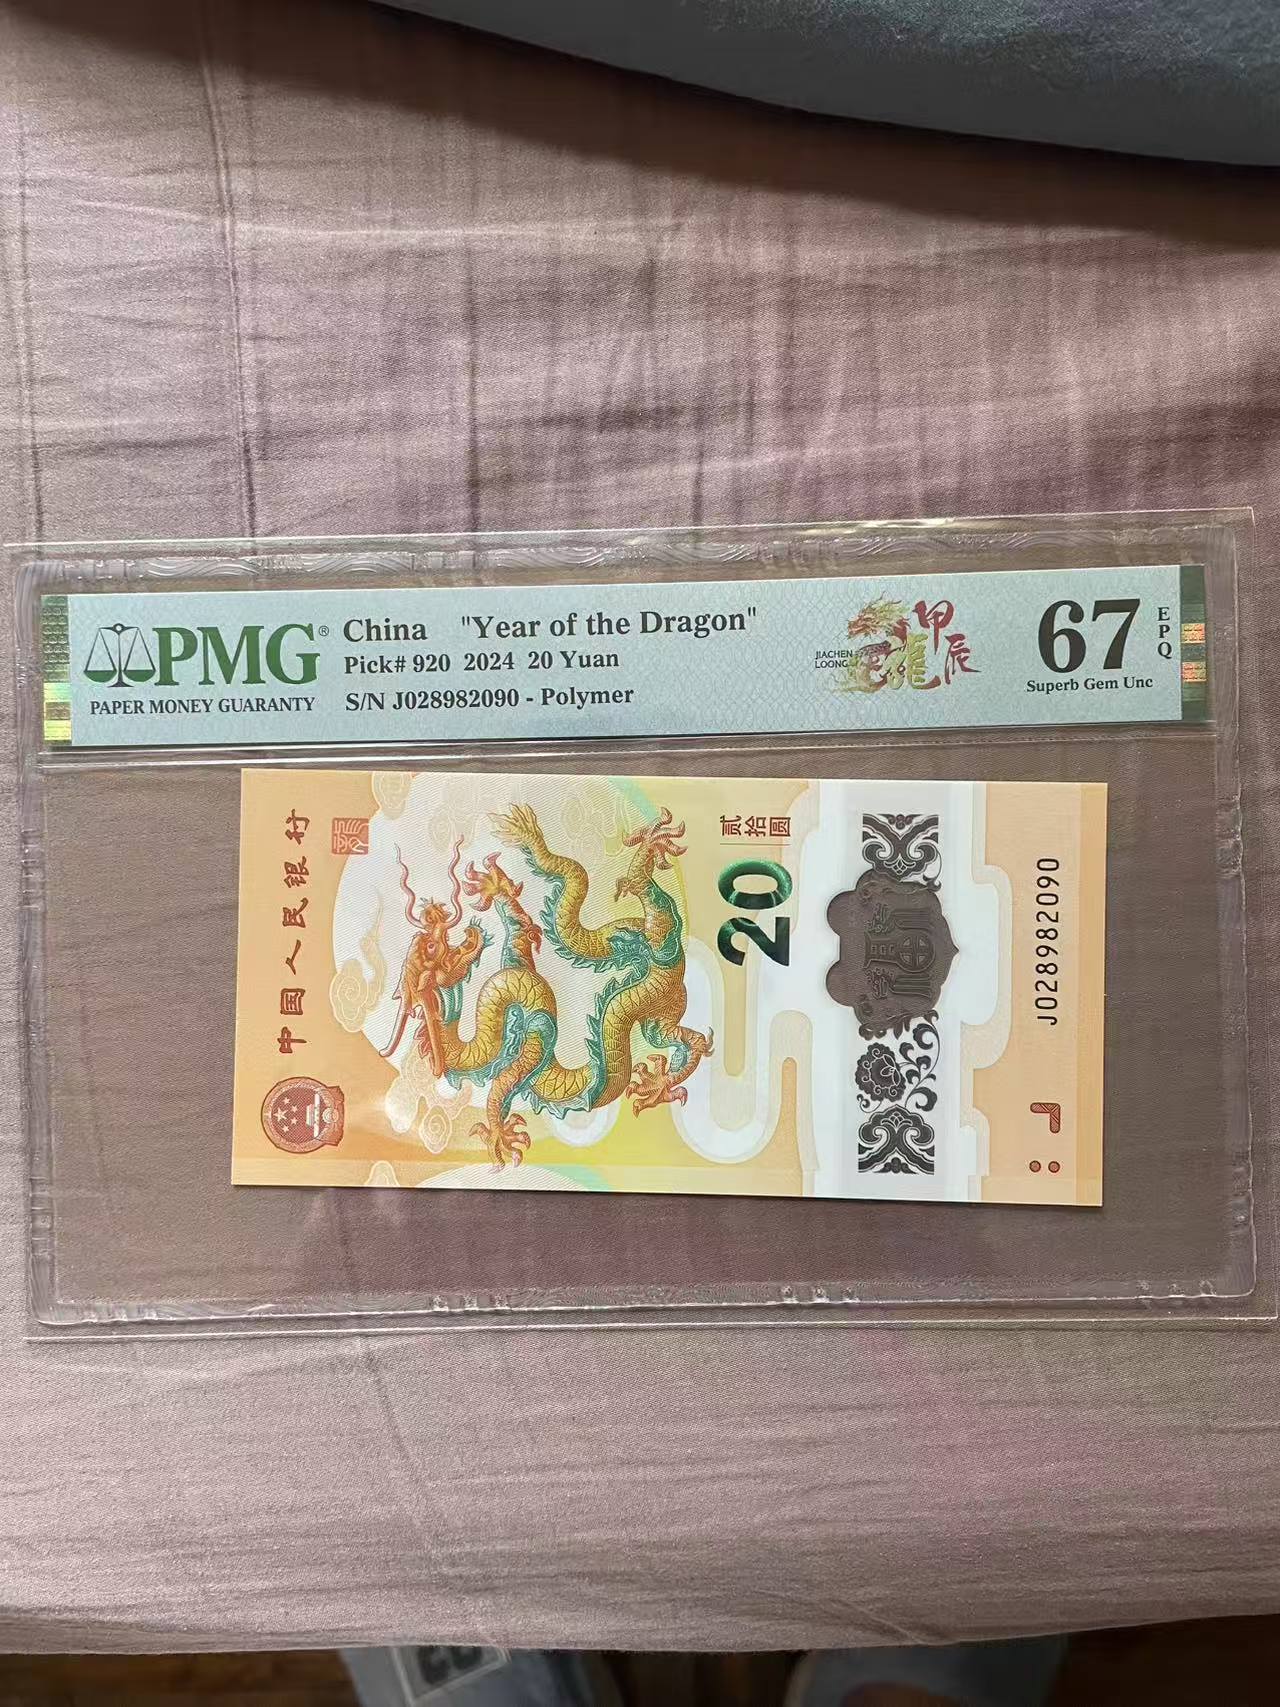 PMG®
PAPER MONEY GUARANTY
China "Year of the Dragon"
Pick# 920 2024 20 Yuan
S/N J028982090 - Polymer
JIACHEN
LOONG
甲辰
龍
67
EPQ
Superb Gem Unc
中国人民银行
贰拾圆
20
J028982090